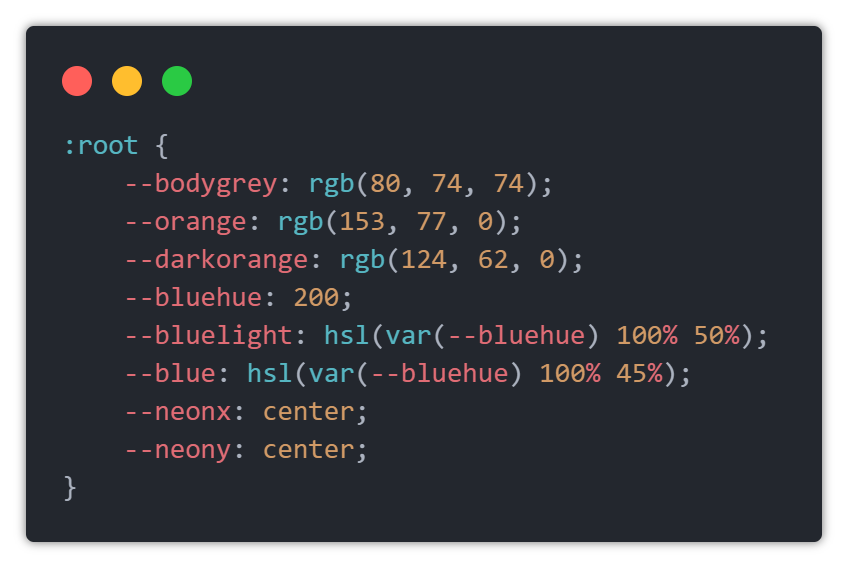 :root {
    --bodygrey: rgb(80, 74, 74);
    --orange: rgb(153, 77, 0);
    --darkorange: rgb(124, 62, 0);
    --bluehue: 200;
    --bluelight: hsl(var(--bluehue) 100% 50%);
    --blue: hsl(var(--bluehue) 100% 45%);
    --neonx: center;
    --neony: center;
}